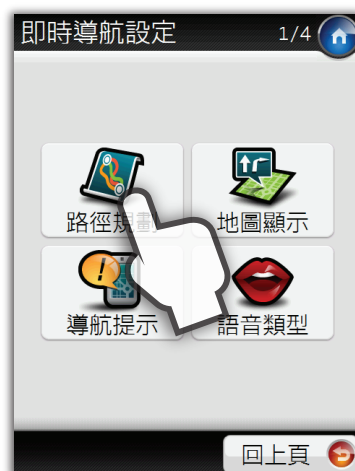 即時導航設定 1/4
路徑規劃 地圖顯示
導航提示 語音類型
回上頁